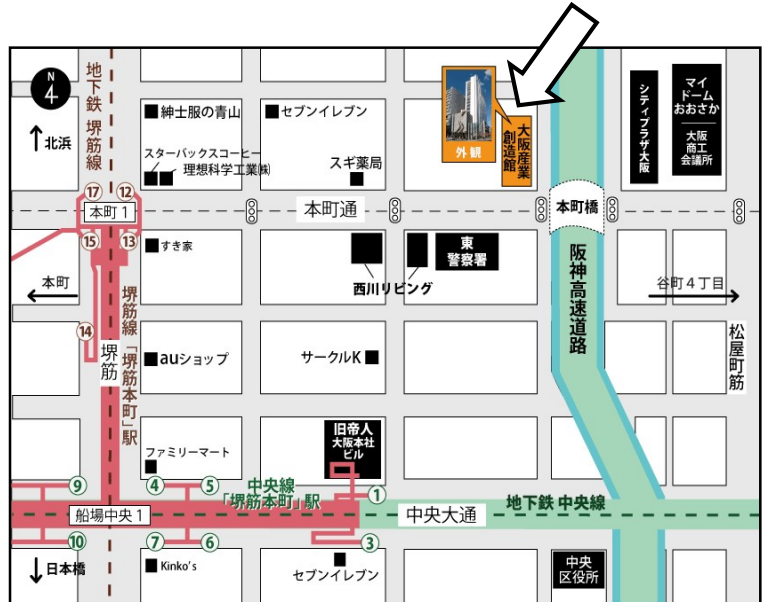 N
4
↑北浜
地下鉄 堺筋線
紳士服の青山
セブンイレブン
スターバックスコーヒー
理想科学工業㈱
スギ薬局
外観
大阪産業
創造館
シティプラザ大阪
マイ
ドーム
おおさか
大阪
商工
会議所
⑰
⑫
本町1
本町通
本町橋
⑮
⑬
すき家
西川リビング
東
警察署
阪神高速道路
谷町4丁目
本町
⑭
堺筋
堺筋線「堺筋本町」駅
auショップ
サークルK
松屋町筋
ファミリーマート
旧帝人
大阪本社
ビル
⑨
④
⑤
中央線
「堺筋本町」駅
①
船場中央1
中央大通
地下鉄 中央線
⑩
⑦
⑥
③
↓日本橋
Kinko's
セブンイレブン
中央
区役所